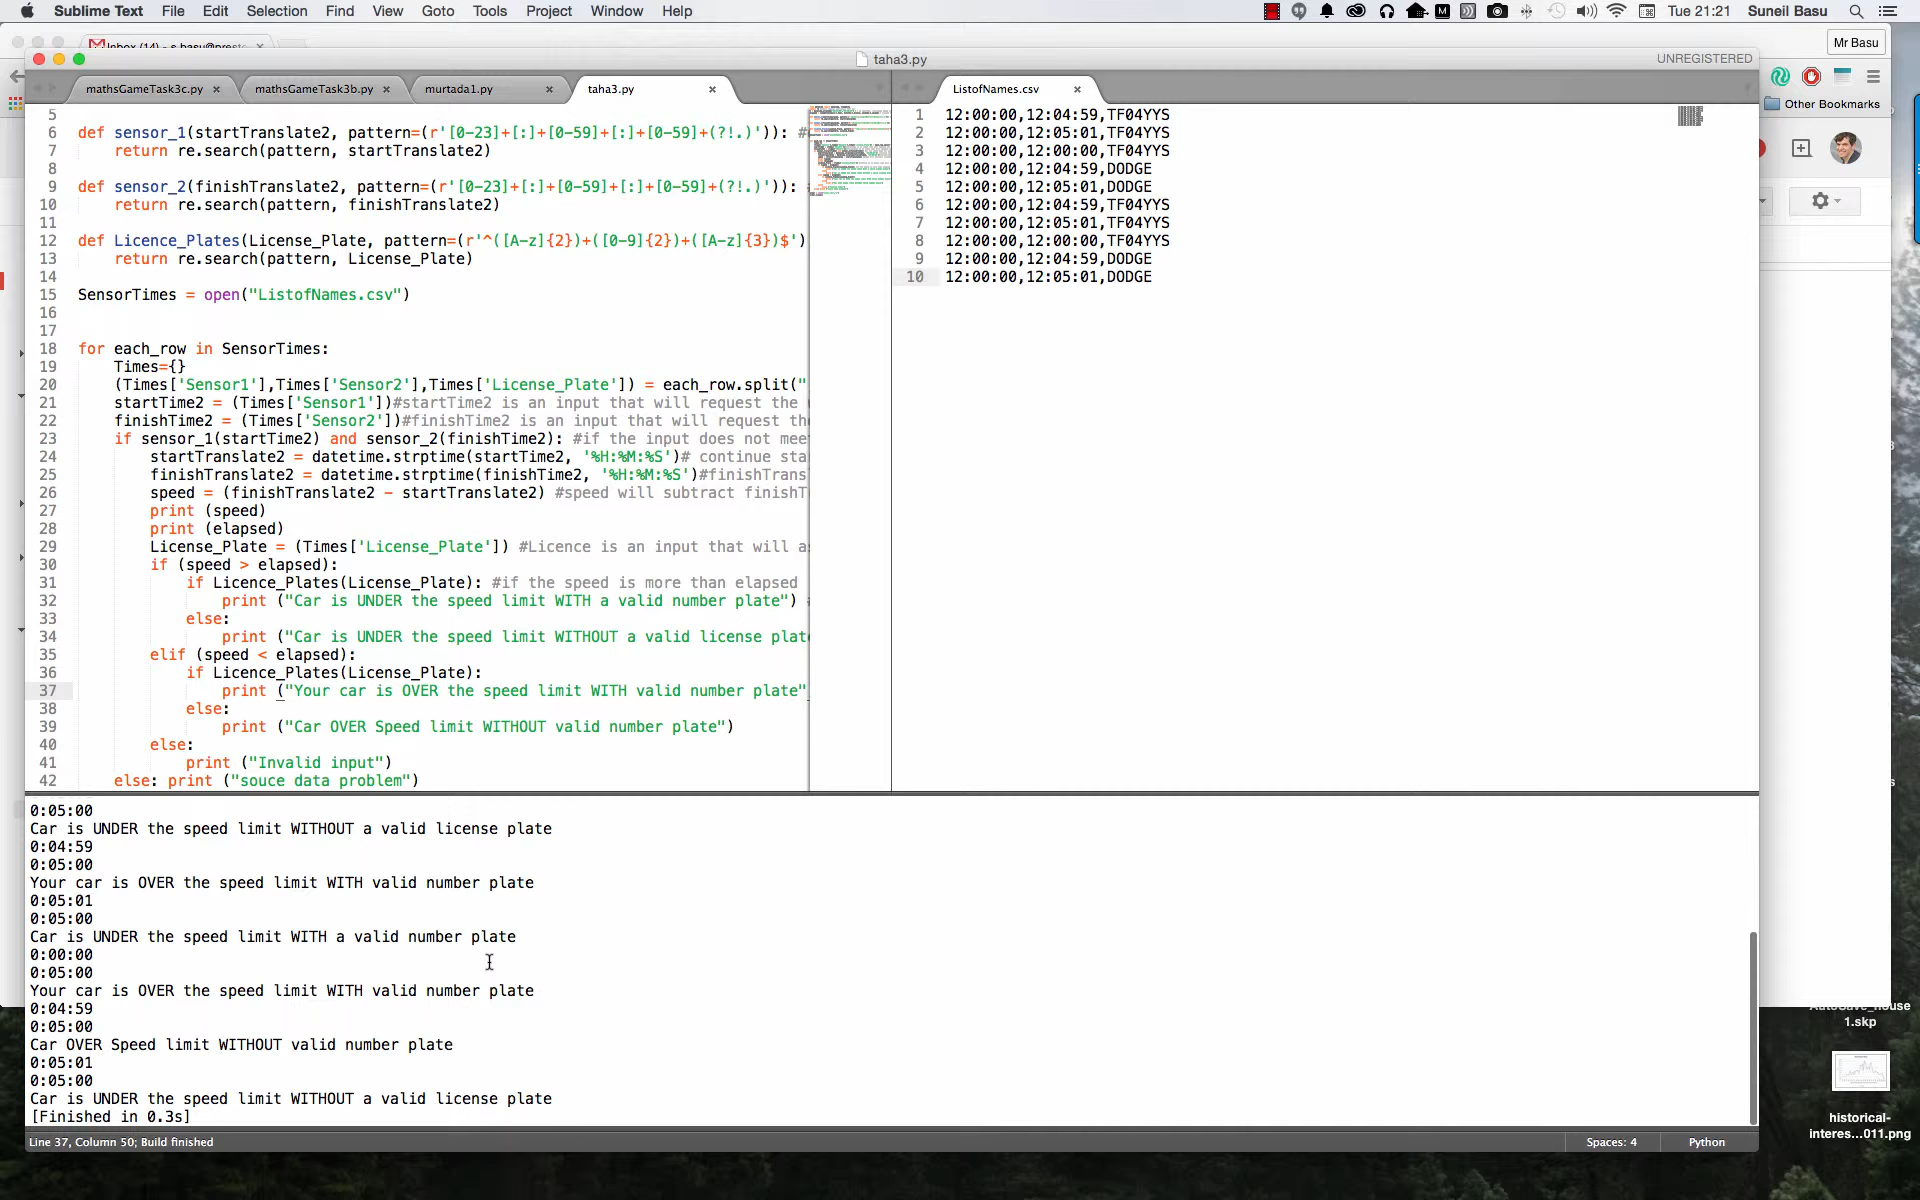 Sublime Text File Edit Selection Find View Goto Tools Project Window Help
Tue 21:21 Suneil Basu
Inbox (14) - s.basu@prest
Mr Basu
taha3.py
UNREGISTERED
mathsGameTask3c.py × mathsGameTask3b.py × murtada1.py × taha3.py ×
ListofNames.csv ×
Other Bookmarks
5
6 def sensor_1(startTranslate2, pattern=(r'[0-23]+[:]+[0-59]+[:]+[0-59]+(?!.)')): #
7 return re.search(pattern, startTranslate2)
8
9 def sensor_2(finishTranslate2, pattern=(r'[0-23]+[:]+[0-59]+[:]+[0-59]+(?!.)')):
10 return re.search(pattern, finishTranslate2)
11
12 def Licence_Plates(License_Plate, pattern=(r'^([A-z]{2})+([0-9]{2})+([A-z]{3})$')
13 return re.search(pattern, License_Plate)
14
15 SensorTimes = open("ListofNames.csv")
16
17
18 for each_row in SensorTimes:
19 Times={}
20 (Times['Sensor1'],Times['Sensor2'],Times['License_Plate']) = each_row.split("
21 startTime2 = (Times['Sensor1'])#startTime2 is an input that will request the
22 finishTime2 = (Times['Sensor2'])#finishTime2 is an input that will request the
23 if sensor_1(startTime2) and sensor_2(finishTime2): #if the input does not mee
24 startTranslate2 = datetime.strptime(startTime2, '%H:%M:%S')# continue sta
25 finishTranslate2 = datetime.strptime(finishTime2, '%H:%M:%S')#finishTrans
26 speed = (finishTranslate2 - startTranslate2) #speed will subtract finishT
27 print (speed)
28 print (elapsed)
29 License_Plate = (Times['License_Plate']) #Licence is an input that will a
30 if (speed > elapsed):
31 if Licence_Plates(License_Plate): #if the speed is more than elapsed
32 print ("Car is UNDER the speed limit WITH a valid number plate")
33 else:
34 print ("Car is UNDER the speed limit WITHOUT a valid license plat
35 elif (speed < elapsed):
36 if Licence_Plates(License_Plate):
37 print ("Your car is OVER the speed limit WITH valid number plate"
38 else:
39 print ("Car OVER Speed limit WITHOUT valid number plate")
40 else:
41 print ("Invalid input")
42 else: print ("souce data problem")
1 12:00:00,12:04:59,TF04YYS
2 12:00:00,12:05:01,TF04YYS
3 12:00:00,12:00:00,TF04YYS
4 12:00:00,12:04:59,DODGE
5 12:00:00,12:05:01,DODGE
6 12:00:00,12:04:59,TF04YYS
7 12:00:00,12:05:01,TF04YYS
8 12:00:00,12:00:00,TF04YYS
9 12:00:00,12:04:59,DODGE
10 12:00:00,12:05:01,DODGE
0:05:00
Car is UNDER the speed limit WITHOUT a valid license plate
0:04:59
0:05:00
Your car is OVER the speed limit WITH valid number plate
0:05:01
0:05:00
Car is UNDER the speed limit WITH a valid number plate
0:00:00
0:05:00
Your car is OVER the speed limit WITH valid number plate
0:04:59
0:05:00
Car OVER Speed limit WITHOUT valid number plate
0:05:01
0:05:00
Car is UNDER the speed limit WITHOUT a valid license plate
[Finished in 0.3s]
Line 37, Column 50; Build finished
Spaces: 4 Python
1.skp
historical-
interes...011.png